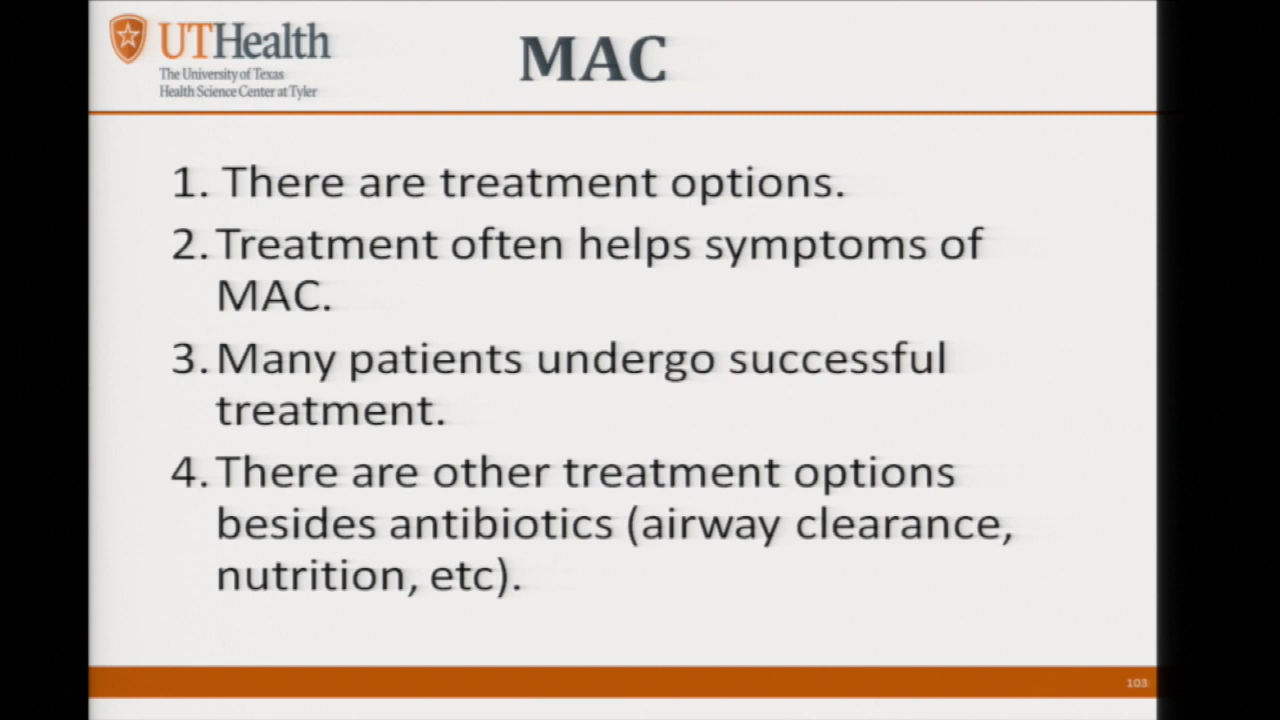 UTHealth
The University of Texas
Health Science Center at Tyler
MAC
1. There are treatment options.
2. Treatment often helps symptoms of
MAC.
3. Many patients undergo successful
treatment.
4. There are other treatment options
besides antibiotics (airway clearance,
nutrition, etc).
103